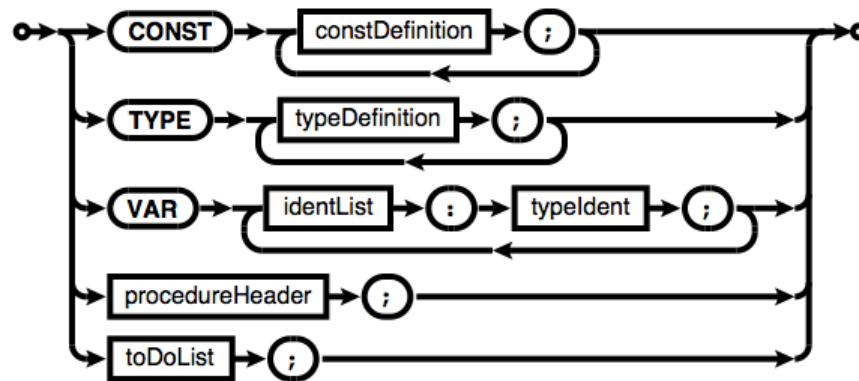 CONST constDefinition ;
TYPE typeDefinition ;
VAR identList : typeIdent ;
procedureHeader ;
toDoList ;